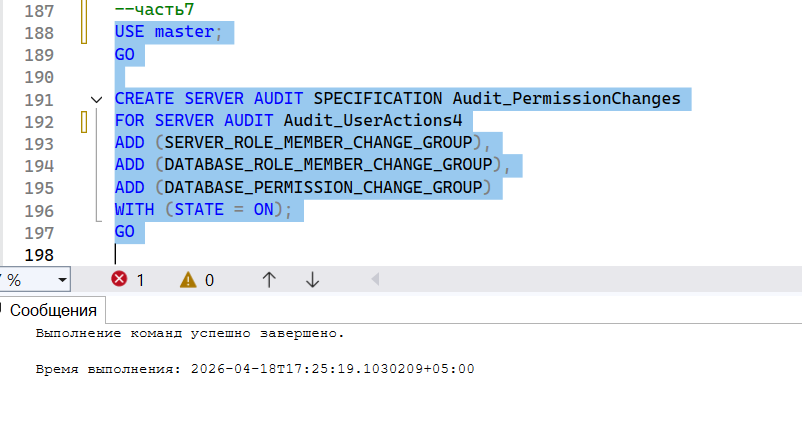 187 --часть7
188 USE master;
189 GO
190
191 CREATE SERVER AUDIT SPECIFICATION Audit_PermissionChanges
192 FOR SERVER AUDIT Audit_UserActions4
193 ADD (SERVER_ROLE_MEMBER_CHANGE_GROUP),
194 ADD (DATABASE_ROLE_MEMBER_CHANGE_GROUP),
195 ADD (DATABASE_PERMISSION_CHANGE_GROUP)
196 WITH (STATE = ON);
197 GO
198
% 1 0
Сообщения
Выполнение команд успешно завершено.
Время выполнения: 2026-04-18T17:25:19.1030209+05:00